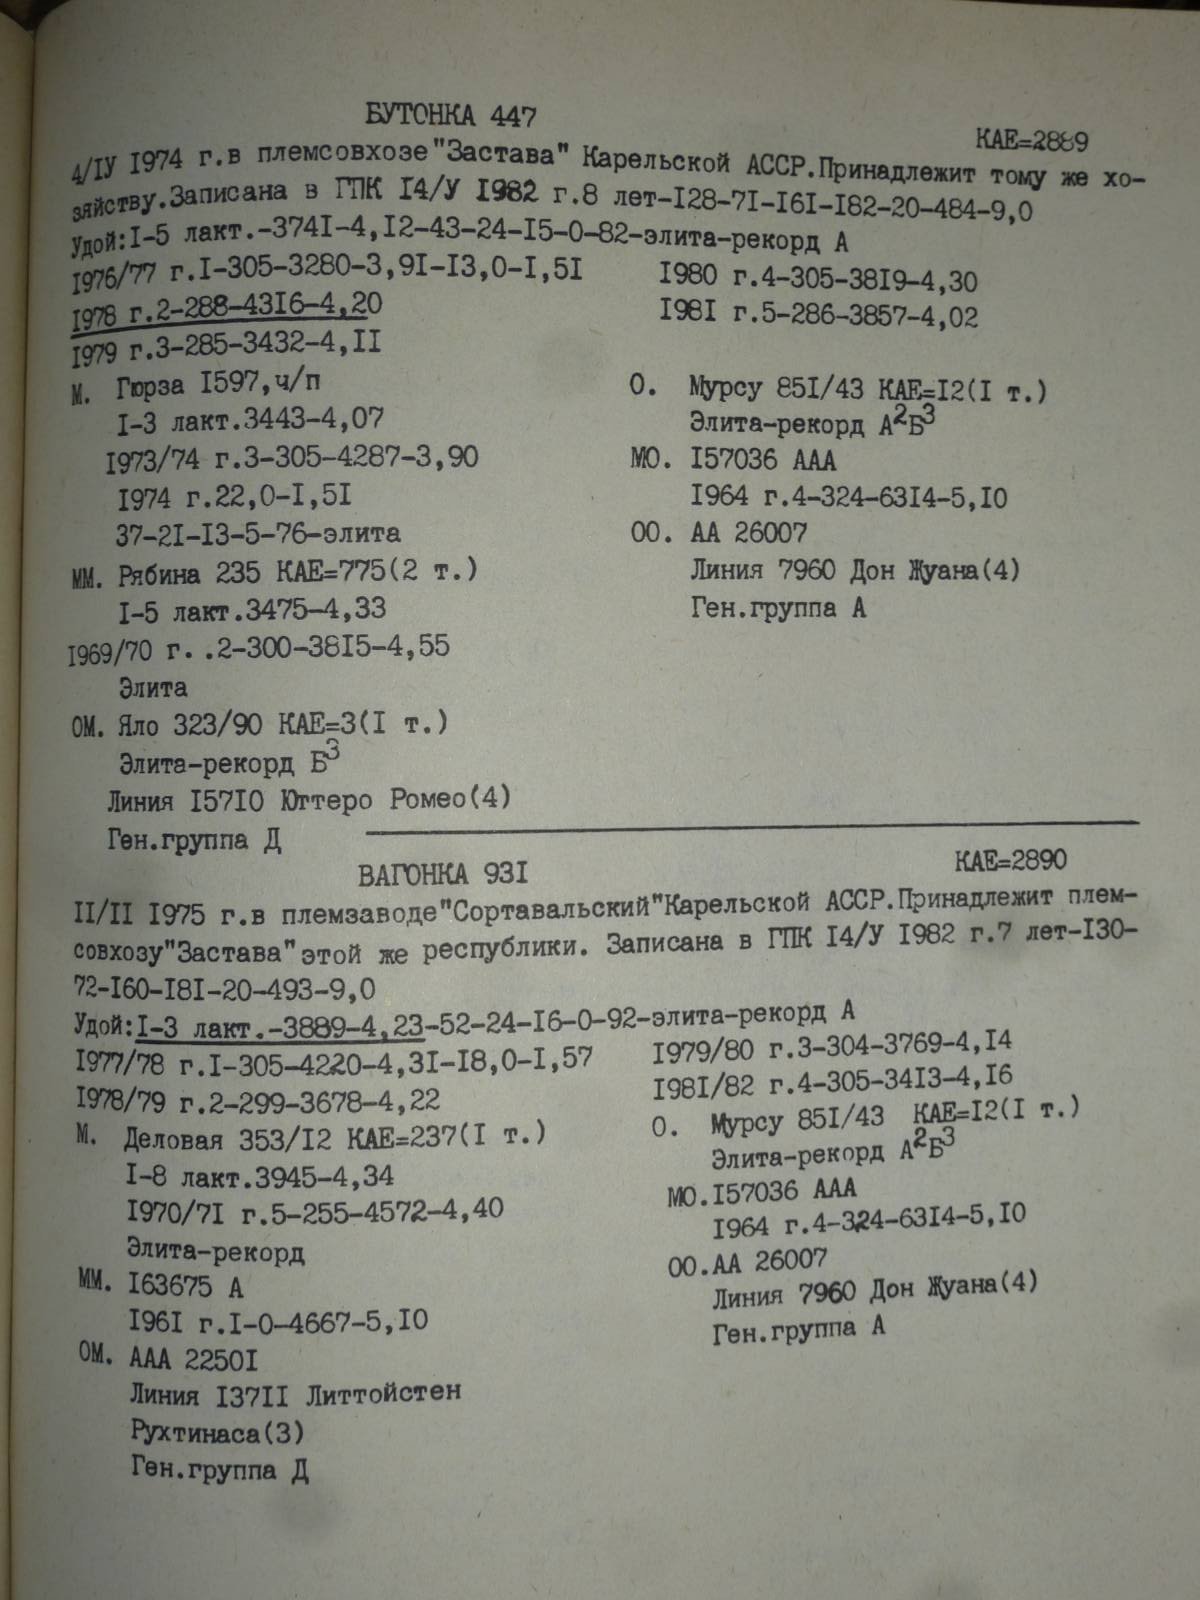 БУТОНКА 447
КАЕ=2889
4/IУ I974 г.в племсовхозе"Застава" Карельской АССР.Принадлежит тому же хо-
зяйству.Записана в ГПК I4/У I982 г.8 лет-I28-7I-I6I-I82-20-484-9,0
Удой:I-5 лакт.-374I-4,I2-43-24-I5-0-82-элита-рекорд А
I976/77 г.I-305-3280-3,9I-I3,0-I,5I
I978 г.2-288-43I6-4,20
I979 г.3-285-3432-4,II
I980 г.4-305-38I9-4,30
I98I г.5-286-3857-4,02
М. Гюрза I597,ч/п
I-3 лакт.3443-4,07
I973/74 г.3-305-4287-3,90
I974 г.22,0-I,5I
37-2I-I3-5-76-элита
ММ. Рябина 235 КАЕ=775(2 т.)
I-5 лакт.3475-4,33
I969/70 г. .2-300-38I5-4,55
Элита
ОМ. Яло 323/90 КАЕ=3(I т.)
Элита-рекорд Б³
Линия I57I0 Юттеро Ромео(4)
Ген.группа Д
О. Мурсу 85I/43 КАЕ=I2(I т.)
Элита-рекорд А²Б³
МО. I57036 ААА
I964 г.4-324-63I4-5,I0
ОО. АА 26007
Линия 7960 Дон Жуана(4)
Ген.группа А
ВАГОНКА 93I
КАЕ=2890
II/II I975 г.в племзаводе"Сортавальский"Карельской АССР.Принадлежит плем-
совхозу"Застава"этой же республики. Записана в ГПК I4/У I982 г.7 лет-I30-
72-I60-I8I-20-493-9,0
Удой:I-3 лакт.-3889-4,23-52-24-I6-0-92-элита-рекорд А
I977/78 г.I-305-4220-4,3I-I8,0-I,57
I978/79 г.2-299-3678-4,22
I979/80 г.3-304-3769-4,I4
I98I/82 г.4-305-34I3-4,I6
М. Деловая 353/I2 КАЕ=237(I т.)
I-8 лакт.3945-4,34
I970/7I г.5-255-4572-4,40
Элита-рекорд
ММ. I63675 А
I96I г.I-0-4667-5,I0
ОМ. ААА 2250I
Линия I37II Литтойстен
Рухтинаса(3)
Ген.группа Д
О. Мурсу 85I/43 КАЕ=I2(I т.)
Элита-рекорд А²Б³
МО.I57036 ААА
I964 г.4-324-63I4-5,I0
ОО.АА 26007
Линия 7960 Дон Жуана(4)
Ген.группа А